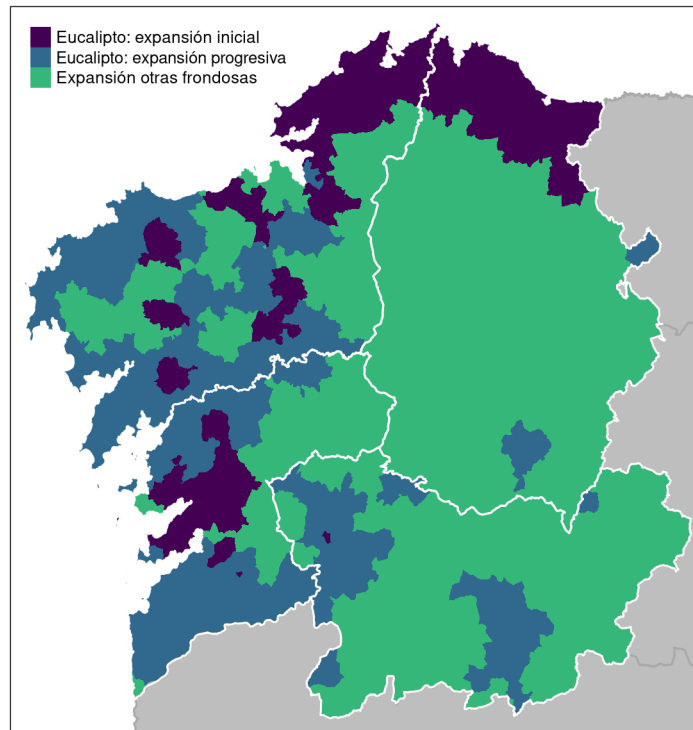 Eucalipto: expansión inicial
Eucalipto: expansión progresiva
Expansión otras frondosas